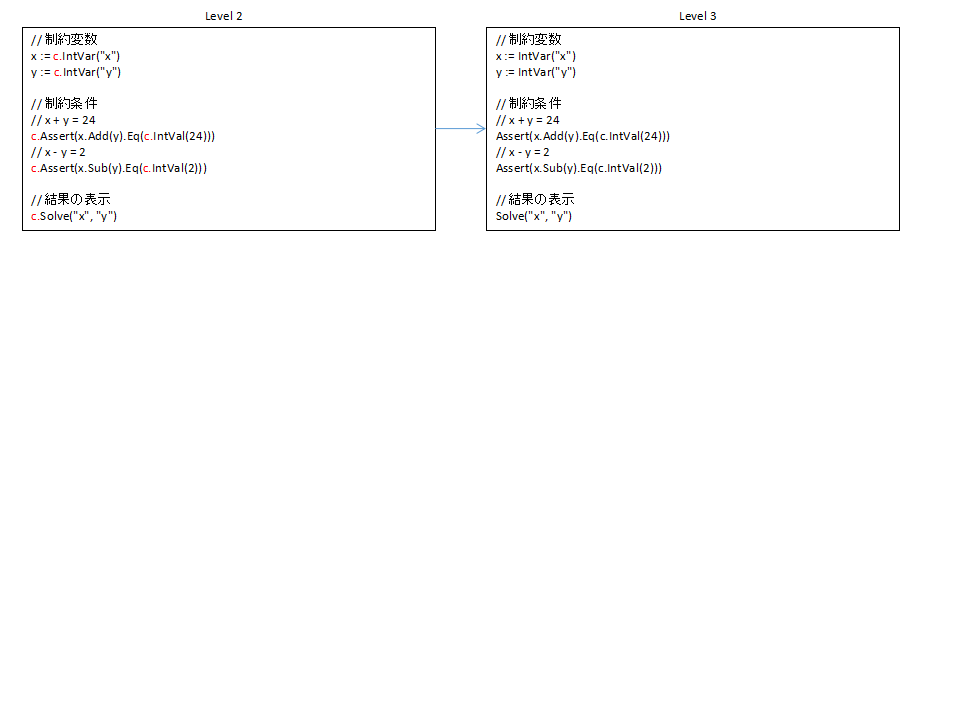 Level 2
// 制約変数
x := c.IntVar("x")
y := c.IntVar("y")
// 制約条件
// x + y = 24
c.Assert(x.Add(y).Eq(c.IntVal(24)))
// x - y = 2
c.Assert(x.Sub(y).Eq(c.IntVal(2)))
// 結果の表示
c.Solve("x", "y")
Level 3
// 制約変数
x := IntVar("x")
y := IntVar("y")
// 制約条件
// x + y = 24
Assert(x.Add(y).Eq(c.IntVal(24)))
// x - y = 2
Assert(x.Sub(y).Eq(c.IntVal(2)))
// 結果の表示
Solve("x", "y")